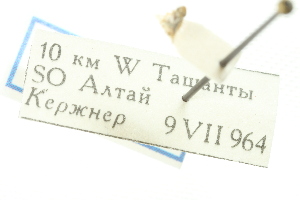 10 км W Ташанты
SO Алтай
Кержнер 9 VII 964